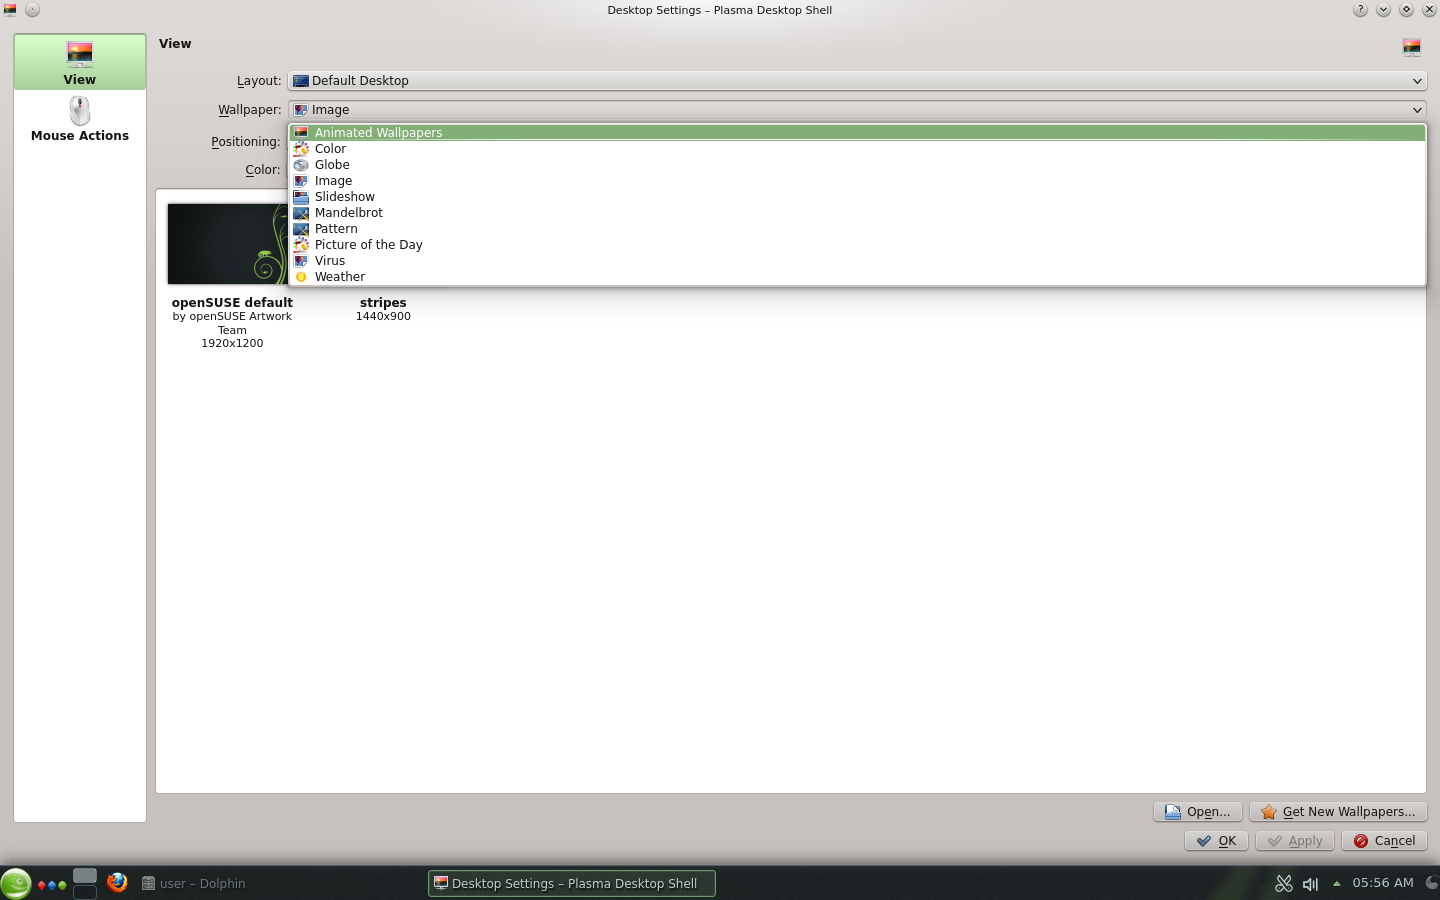 Desktop Settings – Plasma Desktop Shell
View
View
Mouse Actions
Layout:
Default Desktop
Wallpaper:
Image
Positioning:
Color:
Animated Wallpapers
Color
Globe
Image
Slideshow
Mandelbrot
Pattern
Picture of the Day
Virus
Weather
openSUSE default
by openSUSE Artwork
Team
1920x1200
stripes
1440x900
Open...
Get New Wallpapers...
OK
Apply
Cancel
user – Dolphin
Desktop Settings – Plasma Desktop Shell
05:56 AM